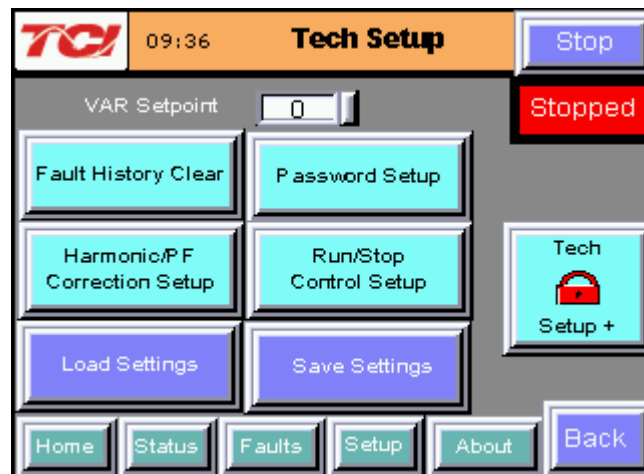 TCI
09:36
Tech Setup
Stop
VAR Setpoint
0
Stopped
Fault History Clear
Password Setup
Harmonic/PF
Correction Setup
Run/Stop
Control Setup
Tech
Setup +
Load Settings
Save Settings
Home
Status
Faults
Setup
About
Back